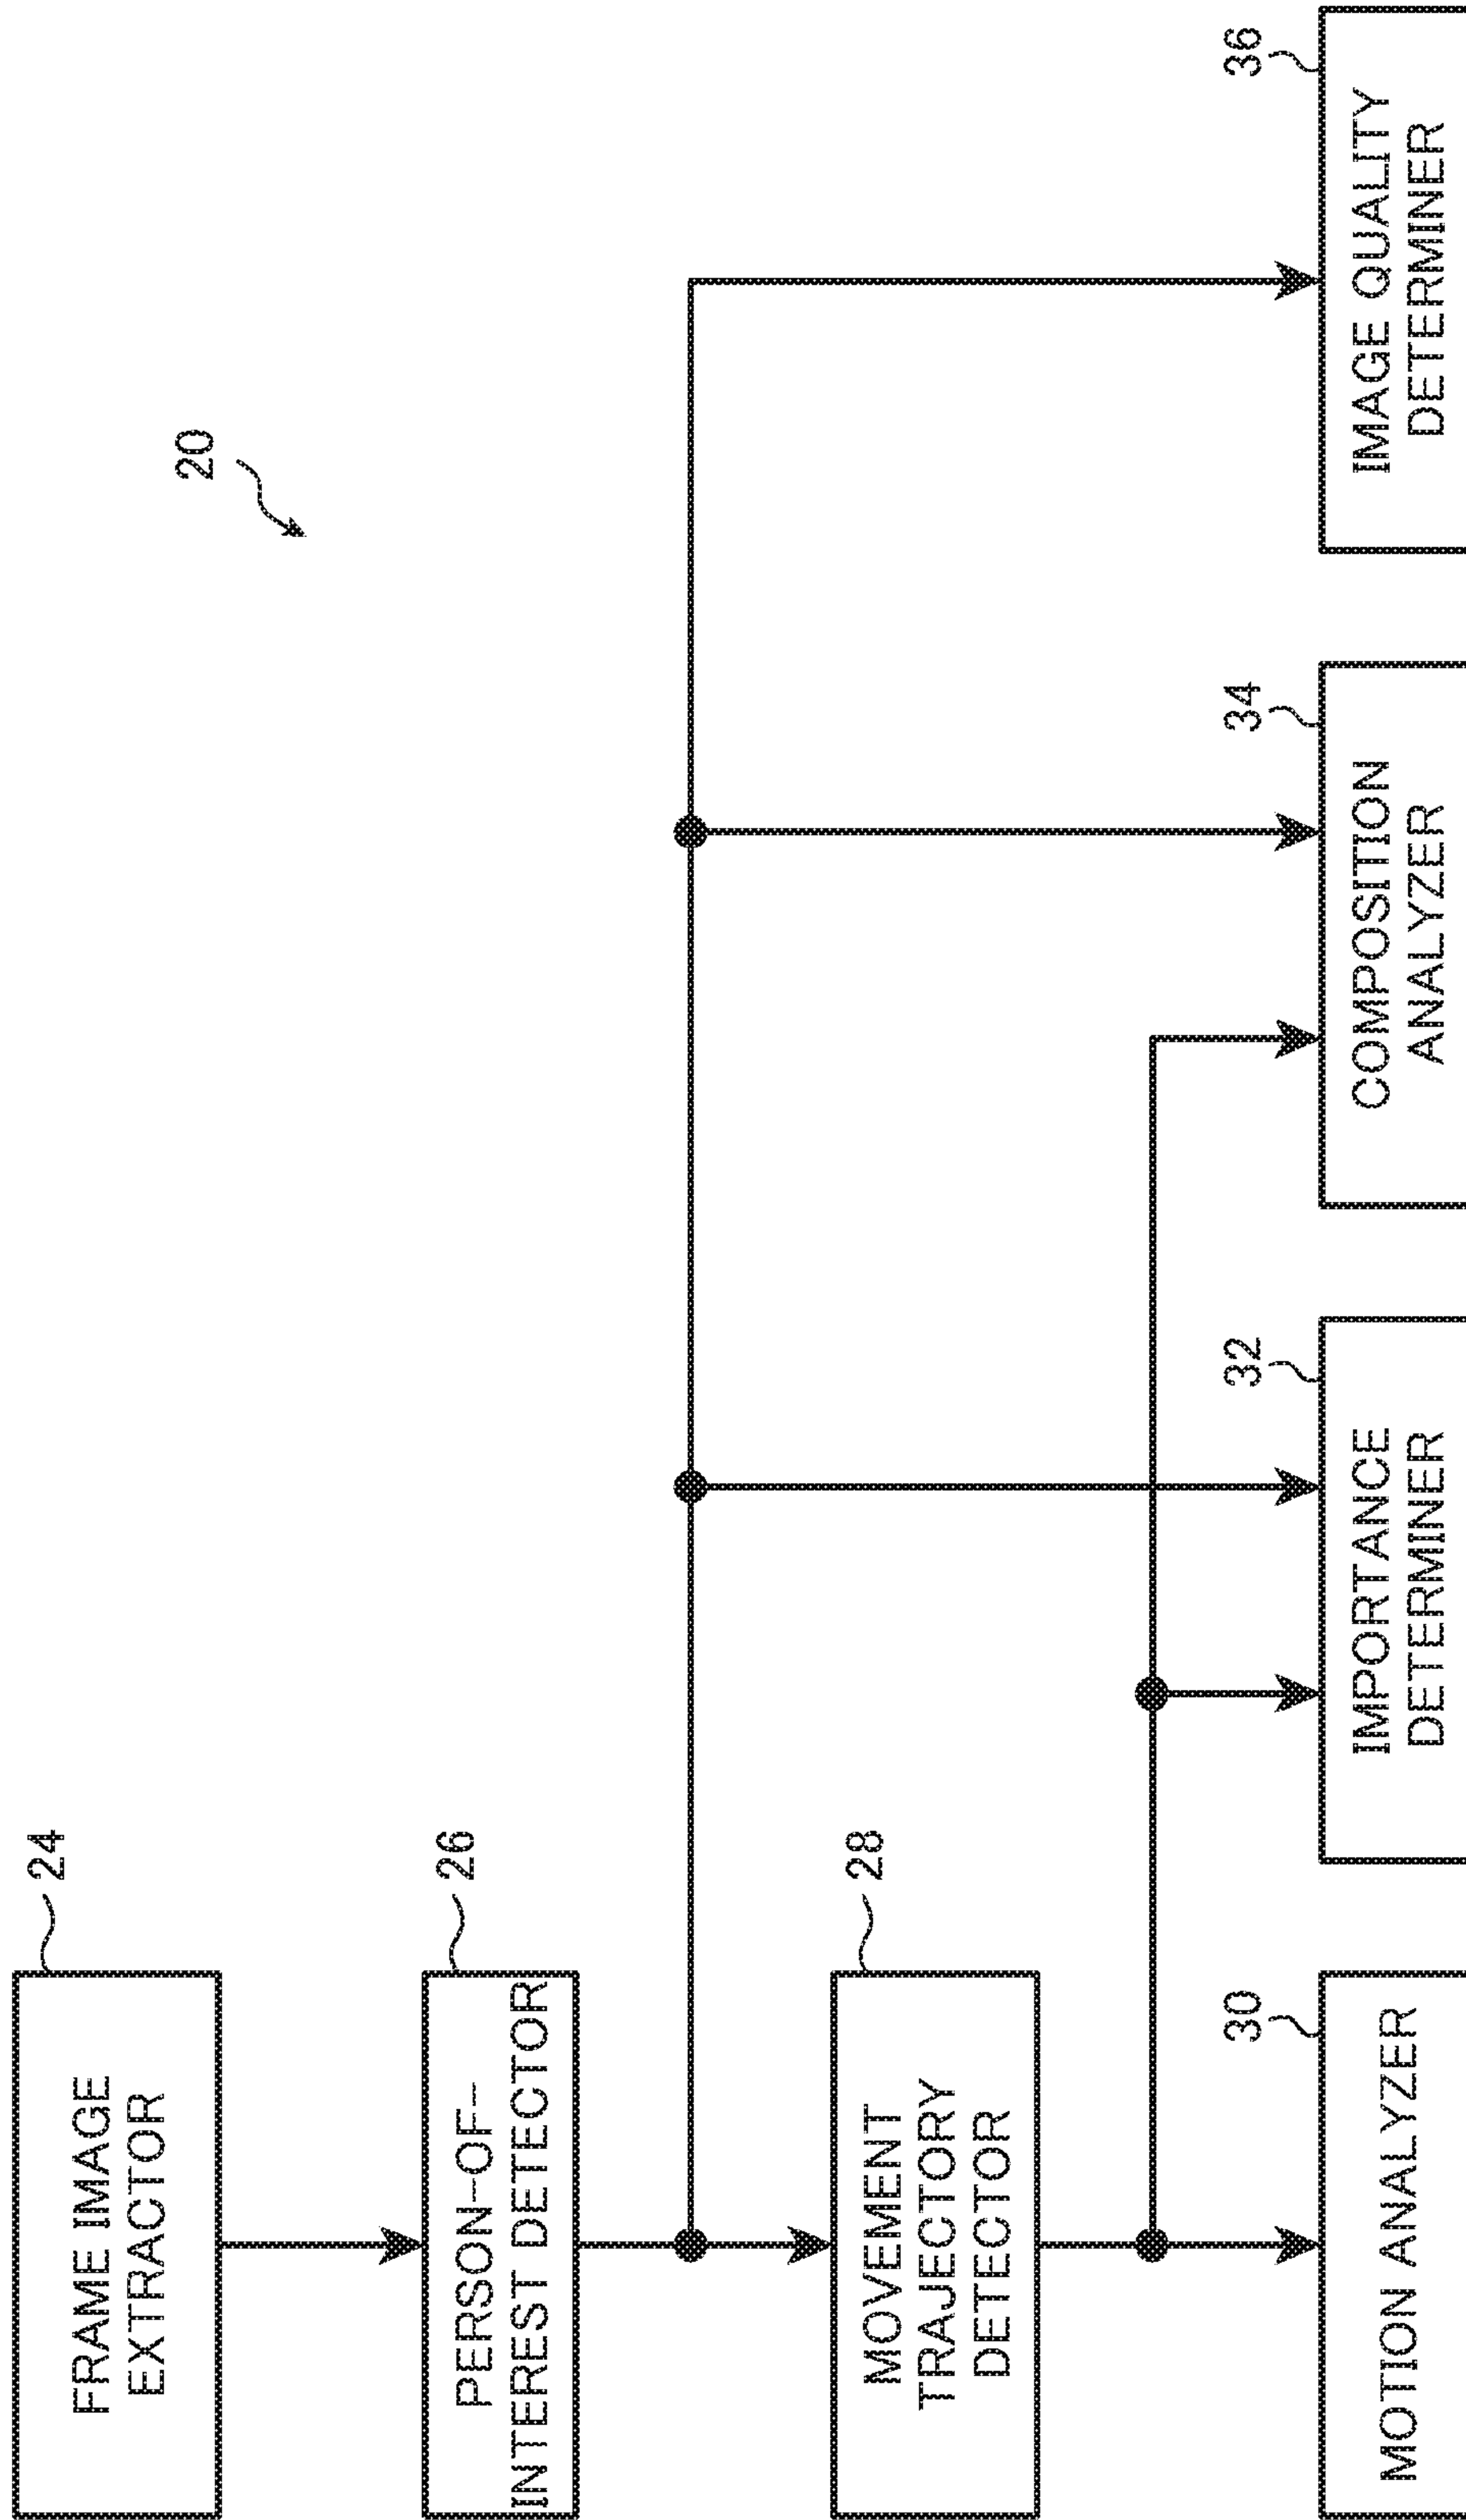 20
24
FRAME IMAGE
EXTRACTOR
26
PERSON-OF-
INTEREST DETECTOR
28
MOVEMENT
TRAJECTORY
DETECTOR
30
MOTION ANALYZER
32
IMPORTANCE
DETERMINER
34
COMPOSITION
ANALYZER
36
IMAGE QUALITY
DETERMINER